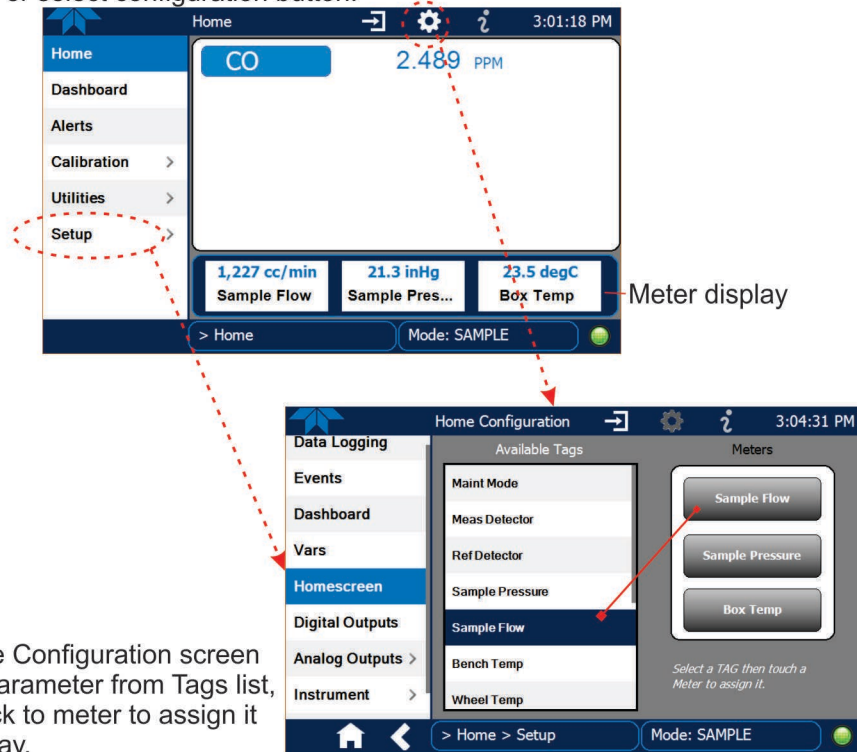 or select configuration button.
Home
3:01:18 PM
Home
Dashboard
Alerts
Calibration >
Utilities >
Setup >
CO
2.489 PPM
1,227 cc/min
Sample Flow
21.3 inHg
Sample Pres...
23.5 degC
Box Temp
Meter display
> Home
Mode: SAMPLE
Home Configuration
3:04:31 PM
Data Logging
Events
Dashboard
Vars
Homescreen
Digital Outputs
Analog Outputs >
Instrument >
Available Tags
Maint Mode
Meas Detector
Ref Detector
Sample Pressure
Sample Flow
Bench Temp
Wheel Temp
Meters
Sample Flow
Sample Pressure
Box Temp
Select a TAG then touch a
Meter to assign it.
> Home > Setup
Mode: SAMPLE
Configuration screen
arameter from Tags list,
to meter to assign it